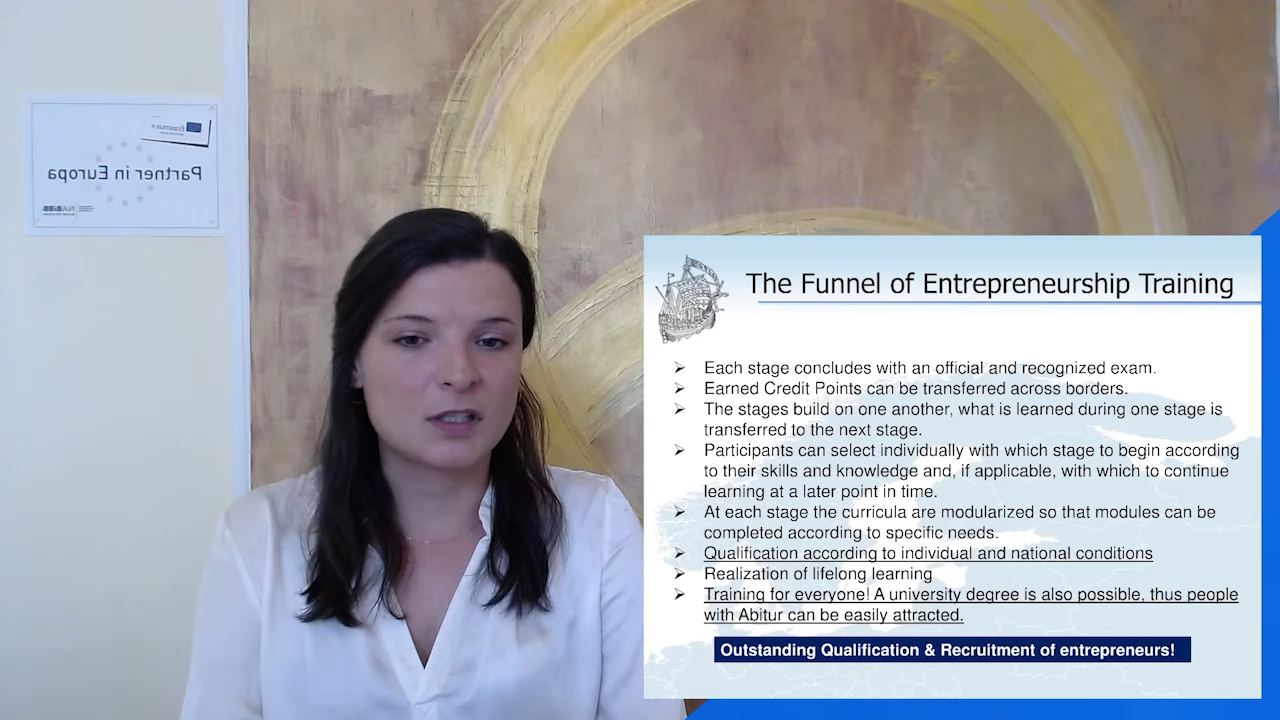 Erasmus+
Partner in Europa
NABIBB
The Funnel of Entrepreneurship Training
➢ Each stage concludes with an official and recognized exam.
➢ Earned Credit Points can be transferred across borders.
➢ The stages build on one another, what is learned during one stage is
transferred to the next stage.
➢ Participants can select individually with which stage to begin according
to their skills and knowledge and, if applicable, with which to continue
learning at a later point in time.
➢ At each stage the curricula are modularized so that modules can be
completed according to specific needs.
➢ Qualification according to individual and national conditions
➢ Realization of lifelong learning
➢ Training for everyone! A university degree is also possible, thus people
with Abitur can be easily attracted.
Outstanding Qualification & Recruitment of entrepreneurs!